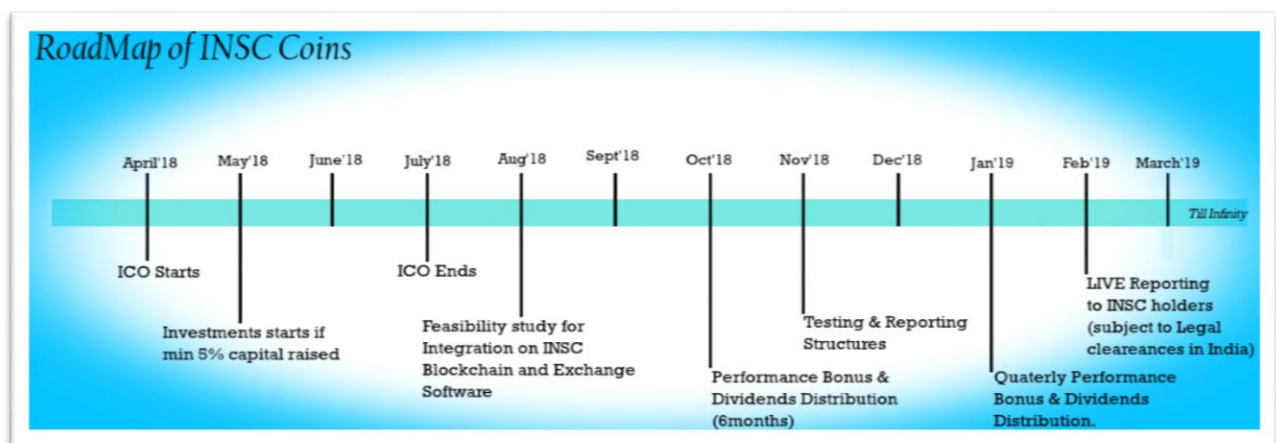 RoadMap of INSC Coins
April'18 May'18 June'18 July'18 Aug'18 Sept'18 Oct'18 Nov'18 Dec'18 Jan'19 Feb'19 March'19
Till Infinity
ICO Starts
Investments starts if
min 5% capital raised
ICO Ends
Feasibility study for
Integration on INSC
Blockchain and Exchange
Software
Performance Bonus &
Dividends Distribution
(6months)
Testing & Reporting
Structures
Quaterly Performance
Bonus & Dividends
Distribution.
LIVE Reporting
to INSC holders
(subject to Legal
cleareances in India)